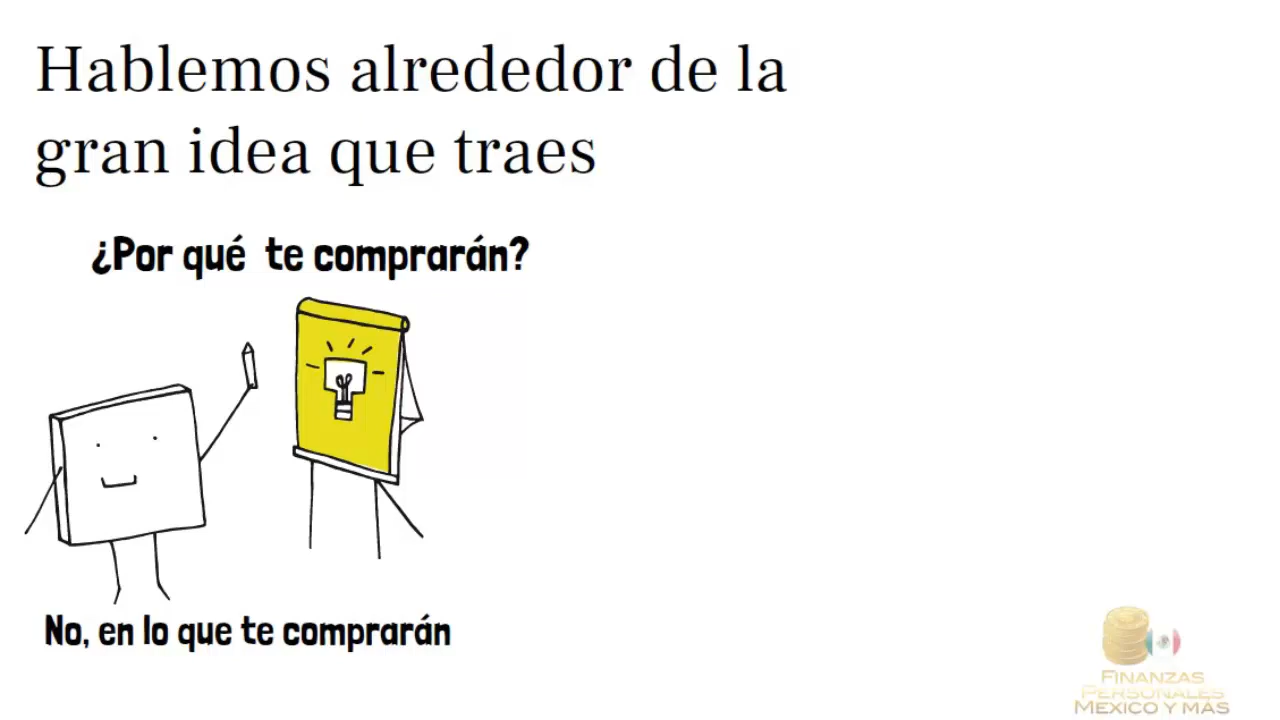 Hablemos alrededor de la
gran idea que traes
¿Por qué te comprarán?
No, en lo que te comprarán
FINANZAS
PERSONALES
MEXICO Y MÁS